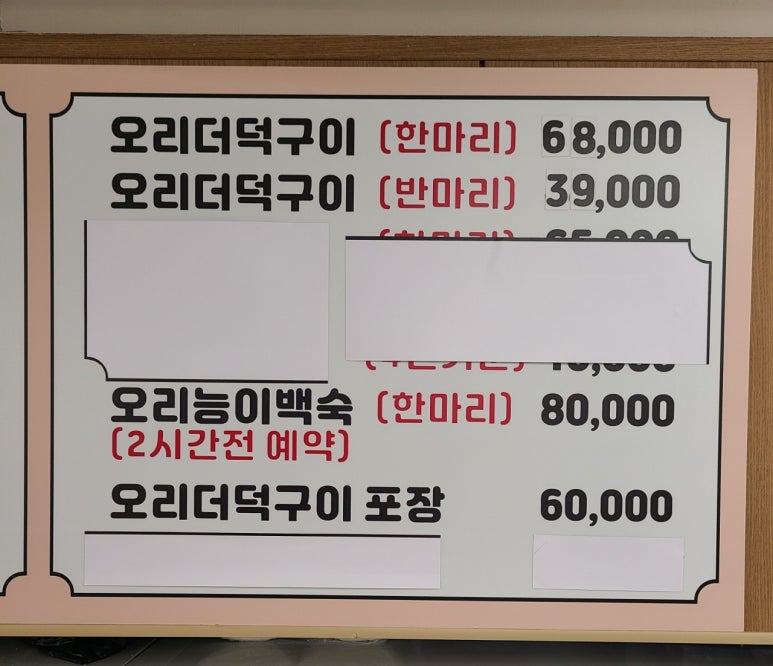 오리더덕구이 (한마리) 68,000
오리더덕구이 (반마리) 39,000
오리능이백숙 (한마리) 80,000
(2시간전 예약)
오리더덕구이 포장 60,000